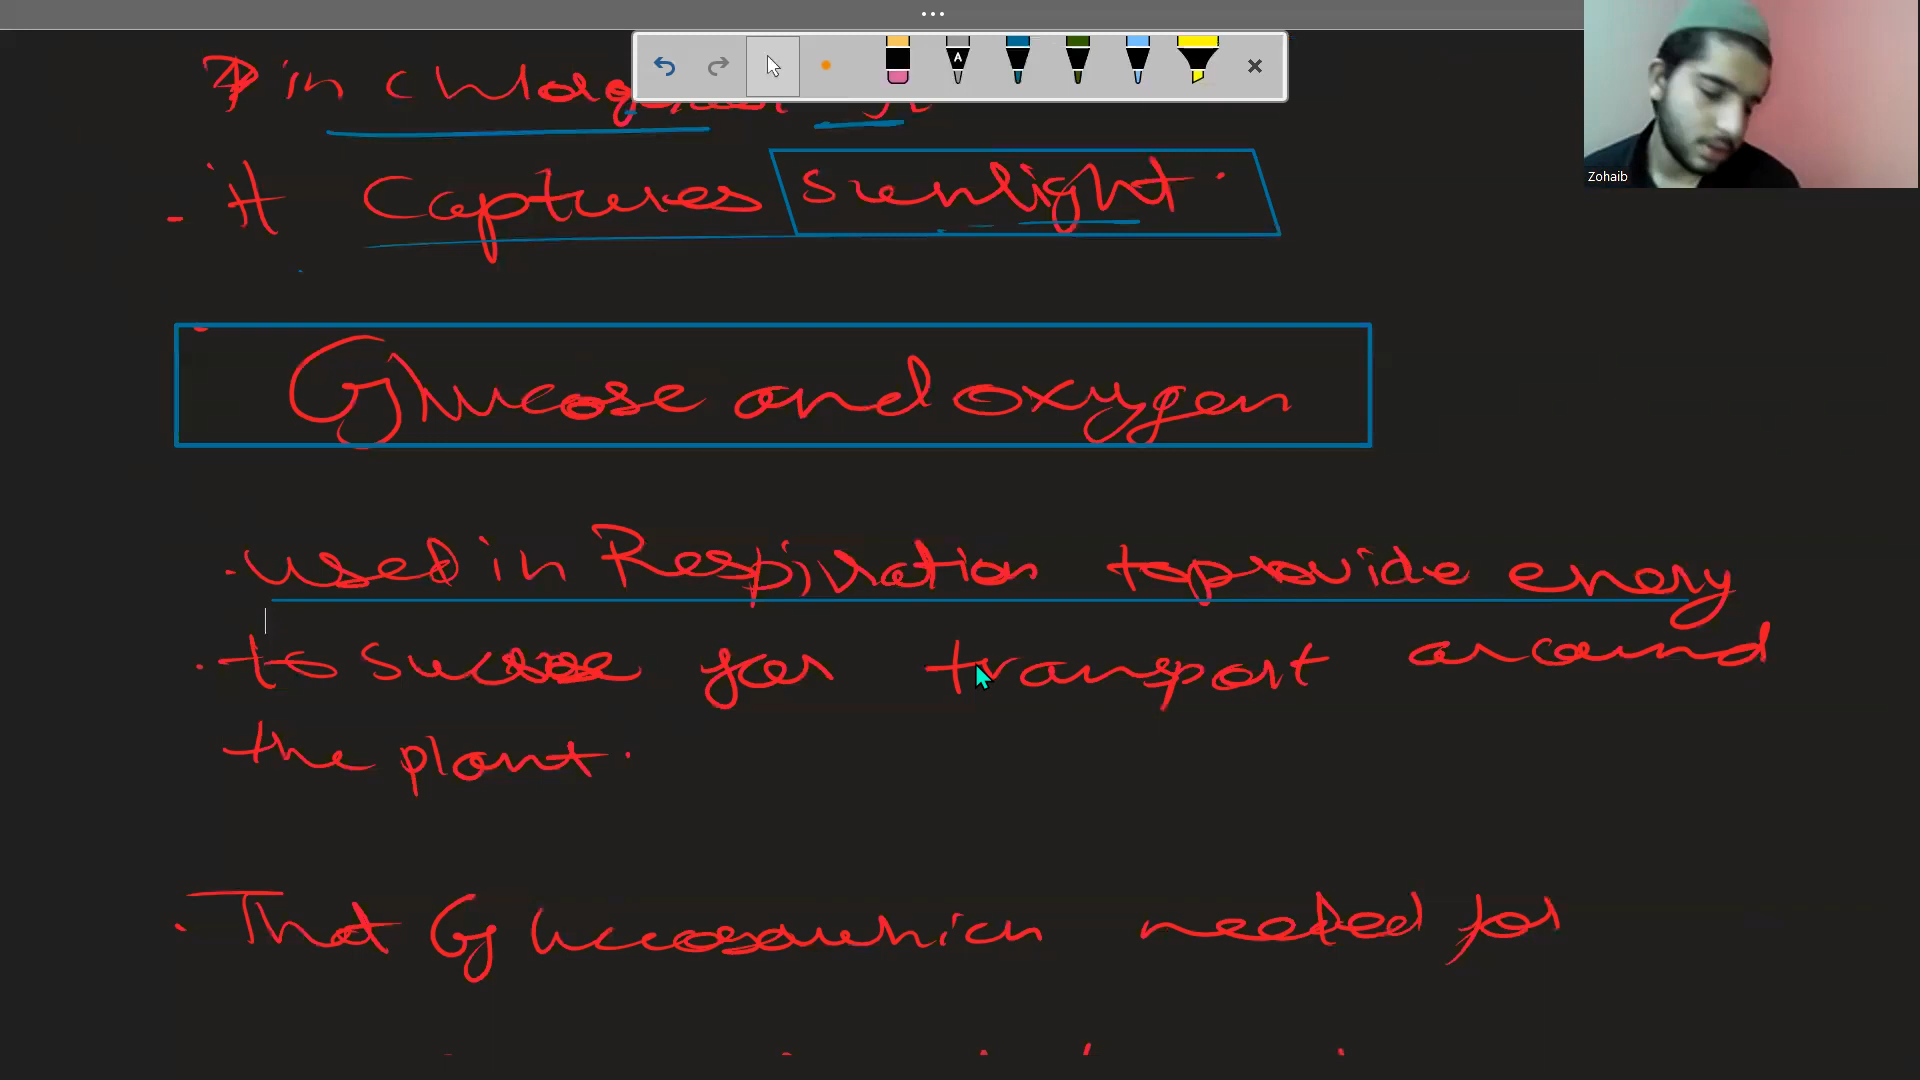 in
- it captures sunlight.
Zohaib
Glucose and oxygen
. used in Respiration to provide energy
. to sucrose for transport around
the plant.
. That Glucose which needed for